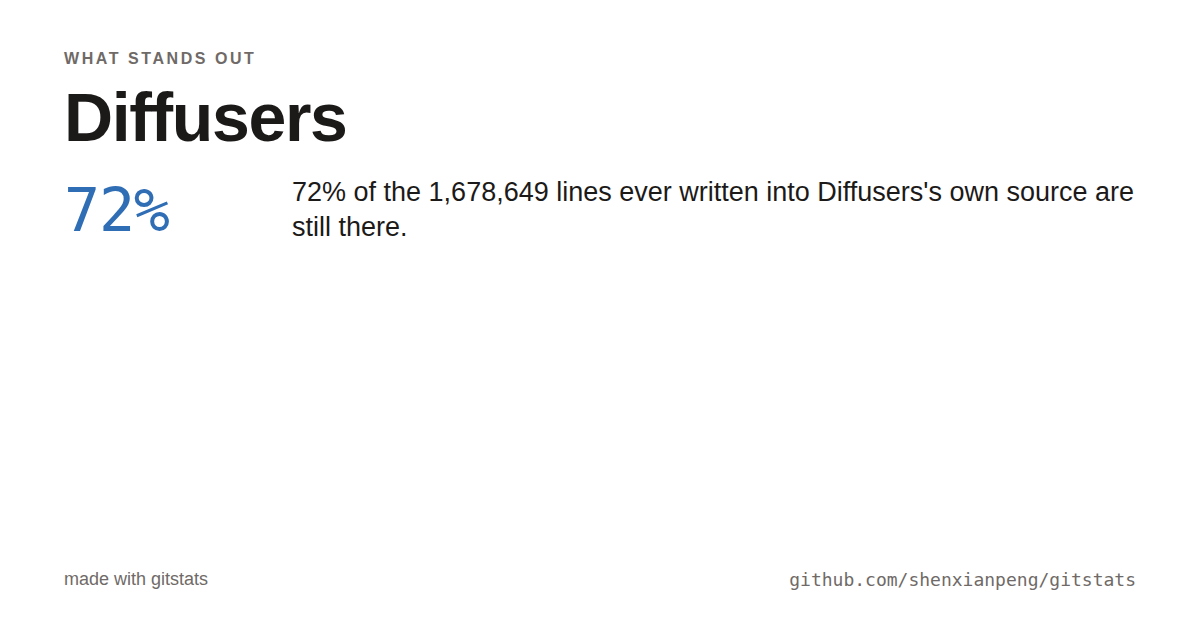 WHAT STANDS OUT
Diffusers
72%
72% of the 1,678,649 lines ever written into Diffusers's own source are
still there.
made with gitstats
github.com/shenxianpeng/gitstats